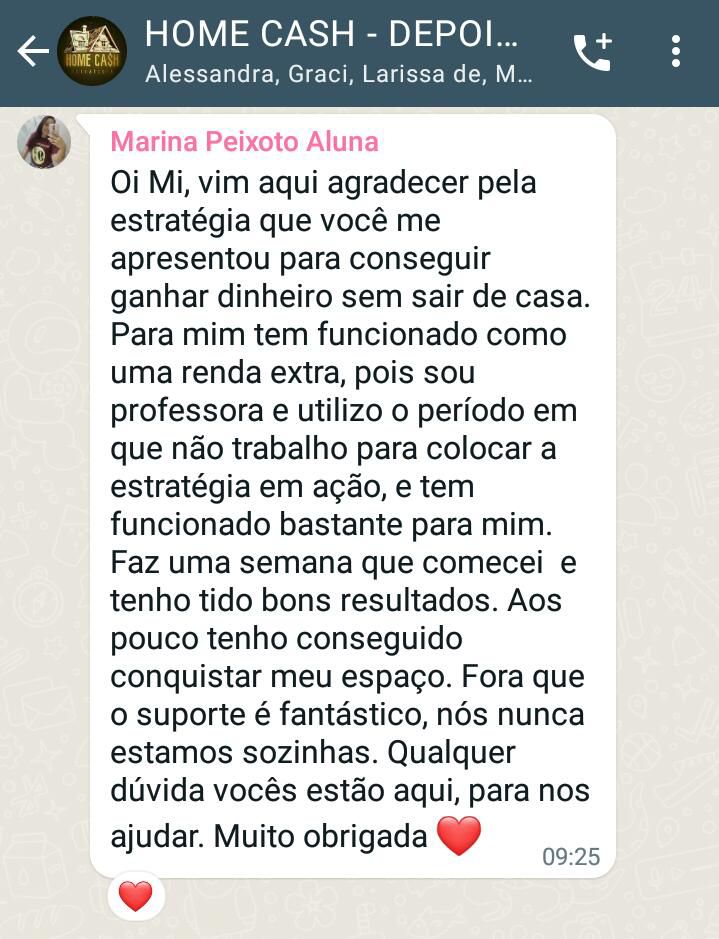 HOME CASH - DEPOI...
Alessandra, Graci, Larissa de, M...
HOME CA$H
Marina Peixoto Aluna
Oi Mi, vim aqui agradecer pela
estratégia que você me
apresentou para conseguir
ganhar dinheiro sem sair de casa.
Para mim tem funcionado como
uma renda extra, pois sou
professora e utilizo o período em
que não trabalho para colocar a
estratégia em ação, e tem
funcionado bastante para mim.
Faz uma semana que comecei  e
tenho tido bons resultados. Aos
pouco tenho conseguido
conquistar meu espaço. Fora que
o suporte é fantástico, nós nunca
estamos sozinhas. Qualquer
dúvida vocês estão aqui, para nos
ajudar. Muito obrigada ❤️
09:25
❤️